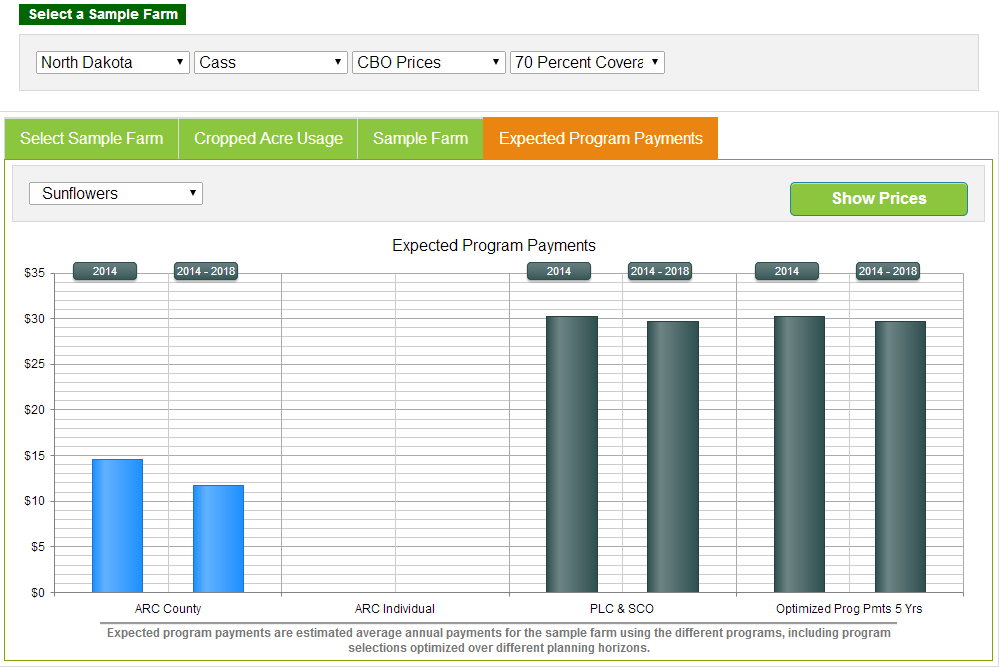 Select a Sample Farm
North Dakota Cass CBO Prices 70 Percent Covera
Select Sample Farm Cropped Acre Usage Sample Farm Expected Program Payments
Sunflowers Show Prices
Expected Program Payments
2014 2014 - 2018 2014 2014 - 2018 2014 2014 - 2018
$35
$30
$25
$20
$15
$10
$5
$0
ARC County ARC Individual PLC & SCO Optimized Prog Pmts 5 Yrs
Expected program payments are estimated average annual payments for the sample farm using the different programs, including program
selections optimized over different planning horizons.